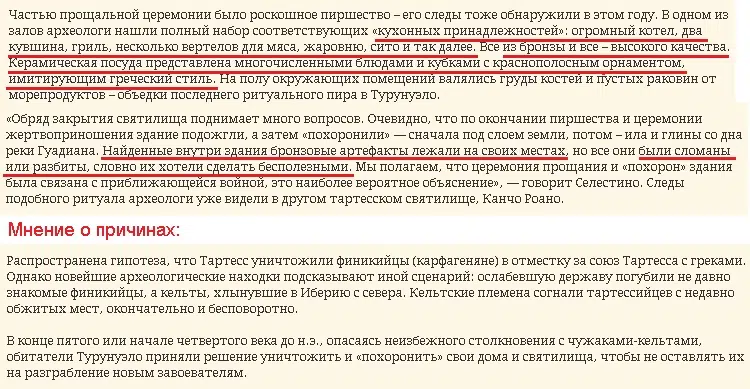 Частью прощальной церемонии было роскошное пиршество – его следы тоже обнаружили в этом году. В одном из
залов археологи нашли полный набор соответствующих «кухонных принадлежностей»: огромный котел, два
кувшина, гриль, несколько вертелов для мяса, жаровню, сито и так далее. Все из бронзы и все – высокого качества.
Керамическая посуда представлена многочисленными блюдами и кубками с краснополосным орнаментом,
имитирующим греческий стиль. На полу окружающих помещений валялись груды костей и пустых раковин от
морепродуктов – объедки последнего ритуального пира в Турунуэло.
«Обряд закрытия святилища поднимает много вопросов. Очевидно, что по окончании пиршества и церемонии
жертвоприношения здание подожгли, а затем «похоронили» — сначала под слоем земли, потом – ила и глины со дна
реки Гуадиана. Найденные внутри здания бронзовые артефакты лежали на своих местах, но все они были сломаны
или разбиты, словно их хотели сделать бесполезными. Мы полагаем, что церемония прощания и «похорон» здания
была связана с приближающейся войной, это наиболее вероятное объяснение», — говорит Селестино. Следы
подобного ритуала археологи уже видели в другом тартесском святилище, Канчо Роано.
Мнение о причинах:
Распространена гипотеза, что Тартесс уничтожили финикийцы (карфагеняне) в отместку за союз Тартесса с греками.
Однако новейшие археологические находки подсказывают иной сценарий: ослабевшую державу погубили не давно
знакомые финикийцы, а кельты, хлынувшие в Иберию с севера. Кельтские племена согнали тартессийцев с недавно
обжитых мест, окончательно и бесповоротно.
В конце пятого или начале четвертого века до н.э., опасаясь неизбежного столкновения с чужаками-кельтами,
обитатели Турунуэло приняли решение уничтожить и «похоронить» свои дома и святилища, чтобы не оставлять их
на разграбление новым завоевателям.